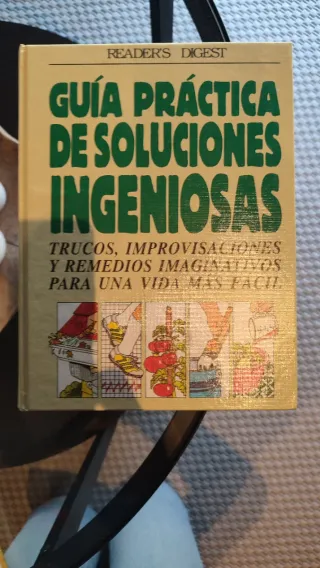 READER'S DIGEST
GUÍA PRÁCTICA
DE SOLUCIONES
INGENIOSAS
TRUCOS, IMPROVISACIONES
Y REMEDIOS IMAGINATIVOS
PARA UNA VIDA MÁS FÁCIL